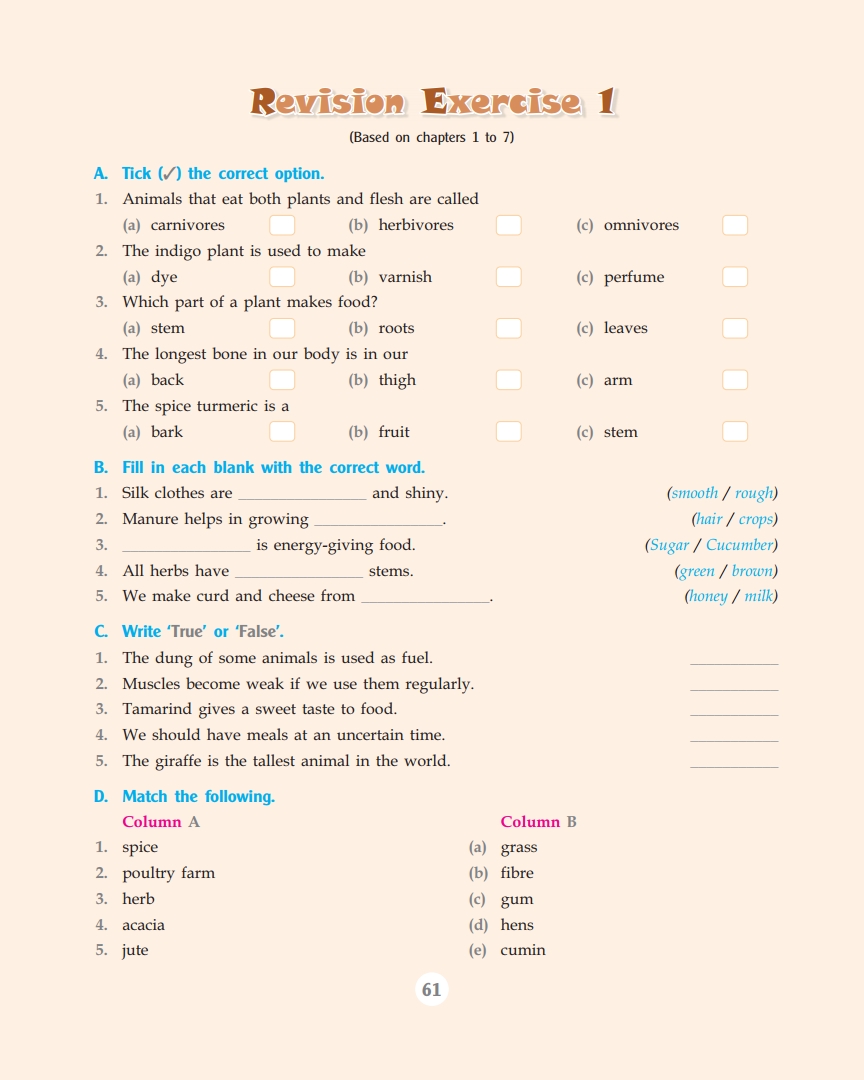 Revision Exercise 1
(Based on chapters 1 to 7)
A. Tick (✓) the correct option.
1. Animals that eat both plants and flesh are called
(a) carnivores (b) herbivores (c) omnivores
2. The indigo plant is used to make
(a) dye (b) varnish (c) perfume
3. Which part of a plant makes food?
(a) stem (b) roots (c) leaves
4. The longest bone in our body is in our
(a) back (b) thigh (c) arm
5. The spice turmeric is a
(a) bark (b) fruit (c) stem
B. Fill in each blank with the correct word.
1. Silk clothes are ______________ and shiny. (smooth / rough)
2. Manure helps in growing ______________. (hair / crops)
3. ______________ is energy-giving food. (Sugar / Cucumber)
4. All herbs have ______________ stems. (green / brown)
5. We make curd and cheese from ______________. (honey / milk)
C. Write ‘True’ or ‘False’.
1. The dung of some animals is used as fuel. __________
2. Muscles become weak if we use them regularly. __________
3. Tamarind gives a sweet taste to food. __________
4. We should have meals at an uncertain time. __________
5. The giraffe is the tallest animal in the world. __________
D. Match the following.
Column A Column B
1. spice (a) grass
2. poultry farm (b) fibre
3. herb (c) gum
4. acacia (d) hens
5. jute (e) cumin
61